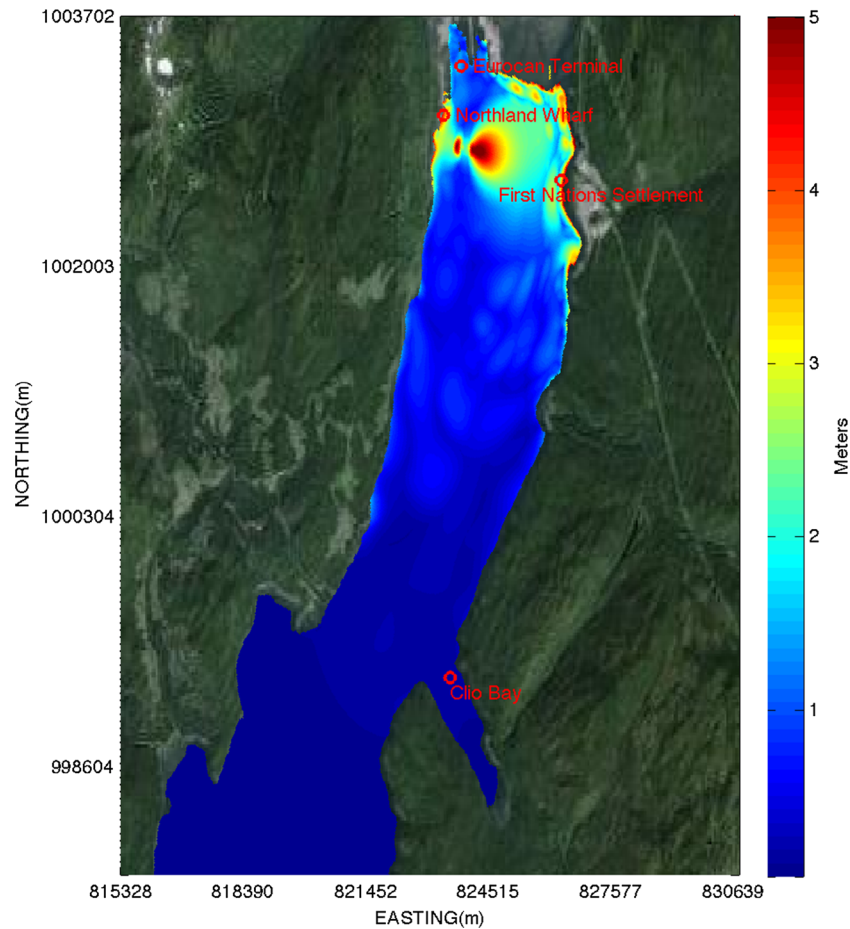 1003702
1002003
1000304
998604
NORTHING(m)
815328 818390 821452 824515 827577 830639
EASTING(m)
Eurocan Terminal
Northland Wharf
First Nations Settlement
Clio Bay
5
4
3
2
1
Meters